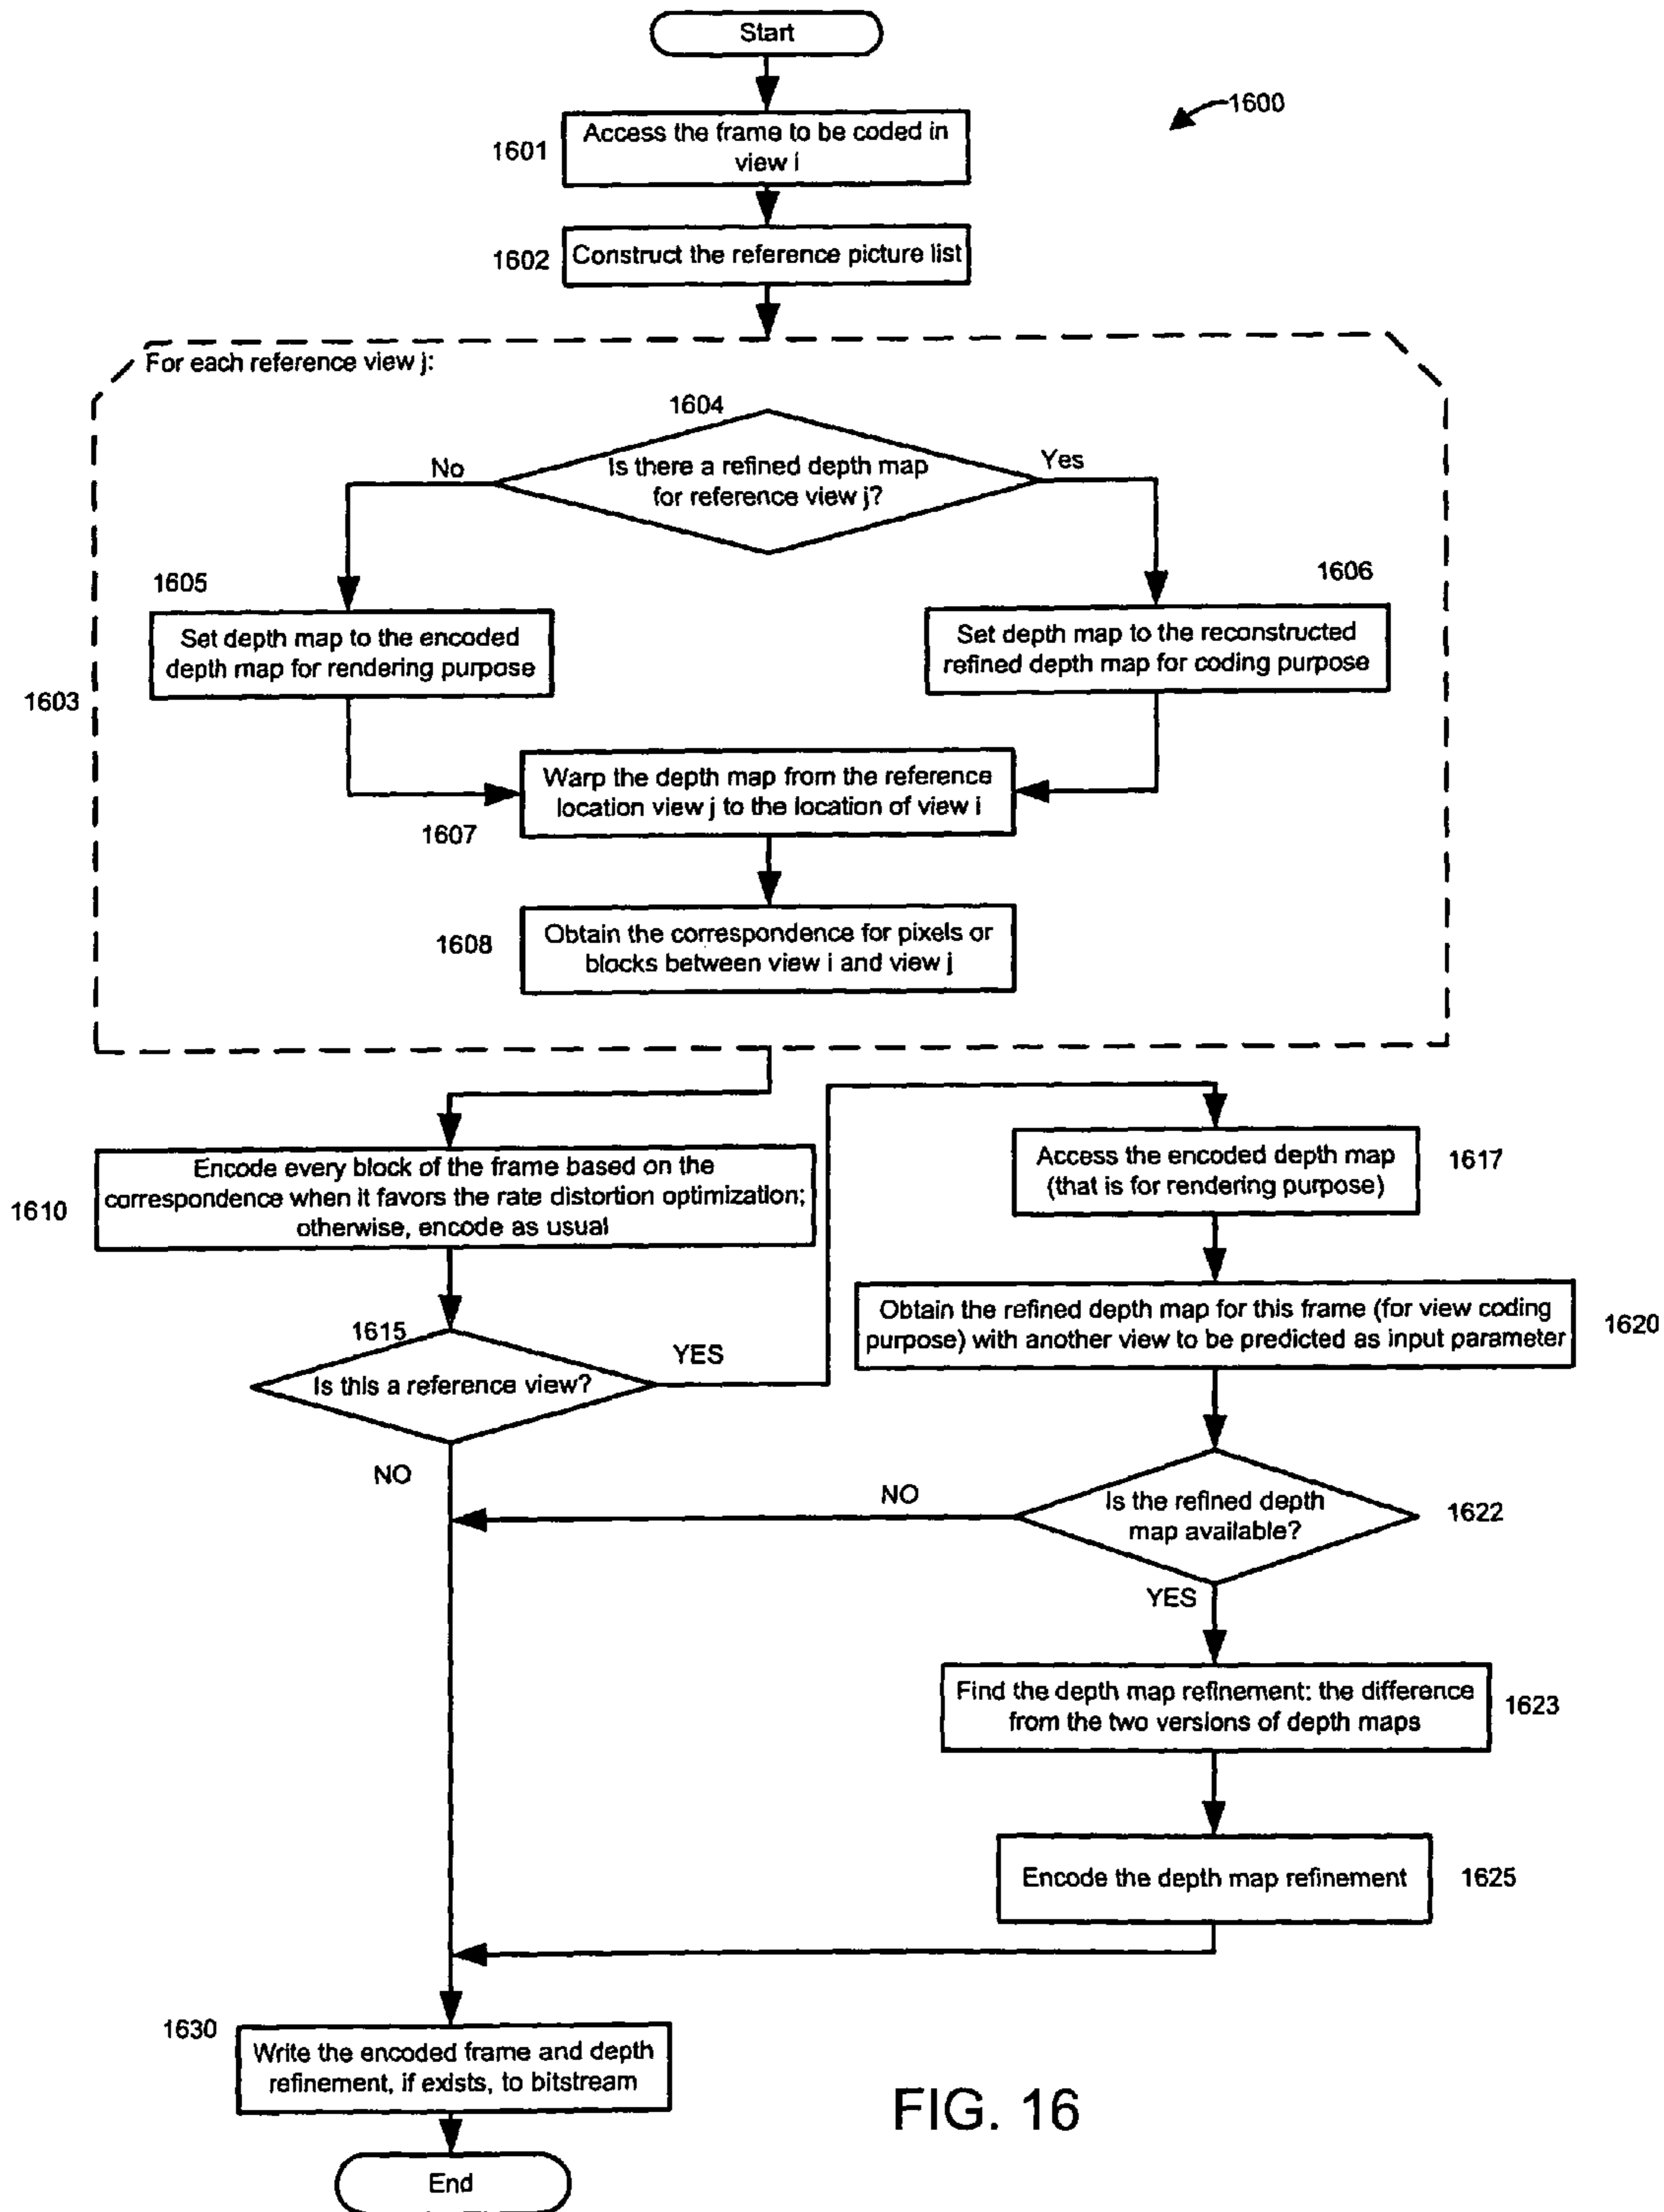 Start
1600
1601
Access the frame to be coded in
view i
1602
Construct the reference picture list
For each reference view j:
1603
1604
Is there a refined depth map
for reference view j?
No
Yes
1605
Set depth map to the encoded
depth map for rendering purpose
1606
Set depth map to the reconstructed
refined depth map for coding purpose
Warp the depth map from the reference
location view j to the location of view i
1607
1608
Obtain the correspondence for pixels or
blocks between view i and view j
1610
Encode every block of the frame based on the
correspondence when it favors the rate distortion optimization;
otherwise, encode as usual
1615
Is this a reference view?
YES
NO
Access the encoded depth map
(that is for rendering purpose)
1617
Obtain the refined depth map for this frame (for view coding
purpose) with another view to be predicted as input parameter
1620
Is the refined depth
map available?
1622
NO
YES
Find the depth map refinement: the difference
from the two versions of depth maps
1623
Encode the depth map refinement
1625
1630
Write the encoded frame and depth
refinement, if exists, to bitstream
End
FIG. 16